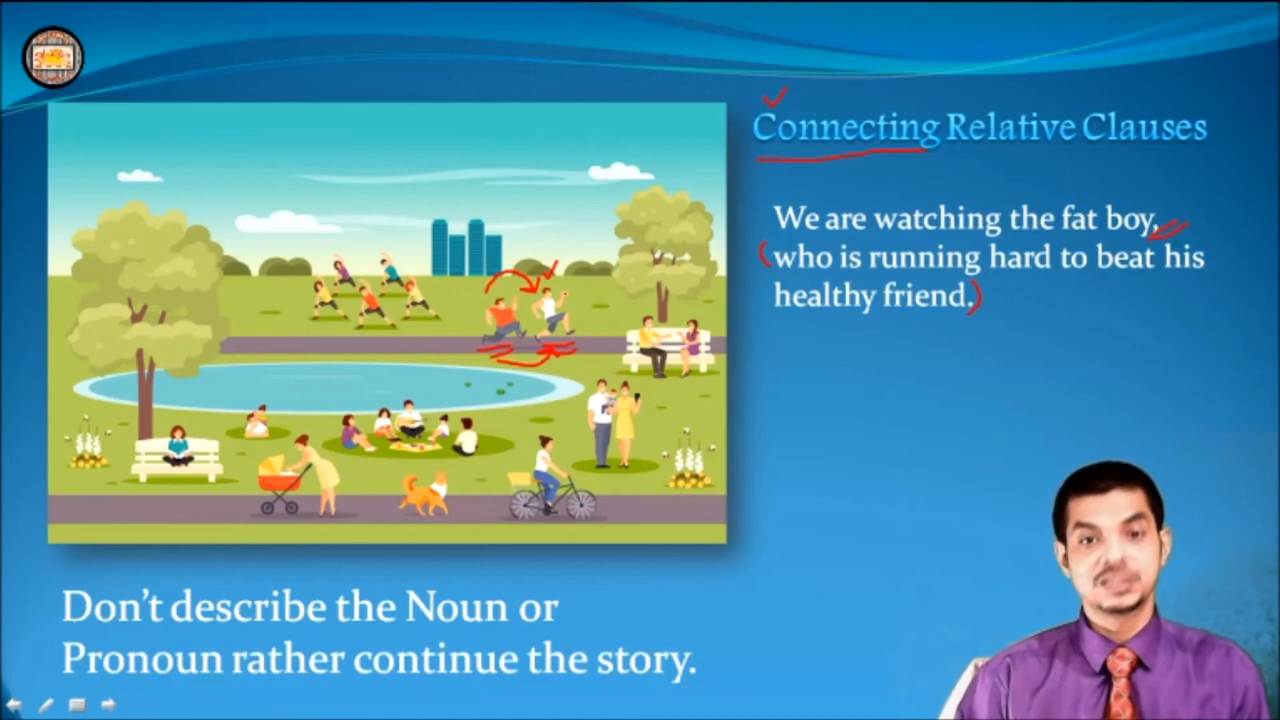 Connecting Relative Clauses
We are watching the fat boy,
who is running hard to beat his
healthy friend.
Don't describe the Noun or
Pronoun rather continue the story.